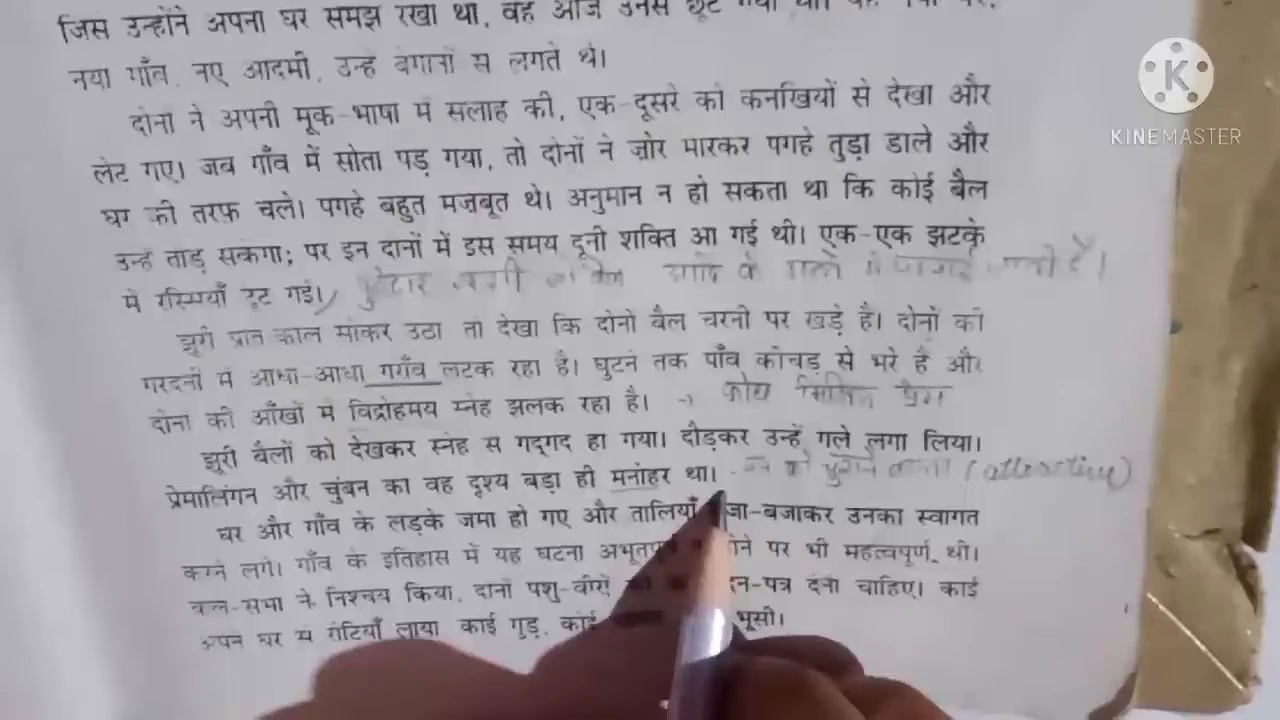 जिस उन्होंने अपना घर समझ रखा था, वह आज उनसे छूट गया था।
नया गाँव, नए आदमी, उन्हें बेगानों से लगते थे।
दोनों ने अपनी मूक-भाषा में सलाह की, एक-दूसरे को कनखियों से देखा और
लेट गए। जब गाँव में सोता पड़ गया, तो दोनों ने ज़ोर मारकर पगहे तुड़ा डाले और
घर की तरफ चले। पगहे बहुत मजबूत थे। अनुमान न हो सकता था कि कोई बैल
उन्हें तोड़ सकेगा; पर इन दोनों में इस समय दूनी शक्ति आ गई थी। एक-एक झटके
में रस्सियाँ टूट गईं।
झूरी प्रातःकाल सोकर उठा तो देखा कि दोनों बैल चरनी पर खड़े हैं। दोनों की
गरदनों में आधा-आधा गराँव लटक रहा है। घुटने तक पाँव कीचड़ से भरे हैं और
दोनों की आँखों में विद्रोहमय स्नेह झलक रहा है। → क्रोध मिश्रित प्रेम
झूरी बैलों को देखकर स्नेह से गद्‌गद हो गया। दौड़कर उन्हें गले लगा लिया।
प्रेमालिंगन और चुंबन का वह दृश्य बड़ा ही मनोहर था। - मन को चुराने वाला (attractive)
घर और गाँव के लड़के जमा हो गए और तालियाँ जा-बजाकर उनका स्वागत
करने लगे। गाँव के इतिहास में यह घटना अभूतपू होने पर भी महत्वपूर्ण थी।
बाल-सभा ने निश्चय किया, दोनों पशु-वीरों न-पत्र देना चाहिए। कोई
अपने घर से रोटियाँ लाया कोई गुड़, कोई भूसी।
KINEMASTER